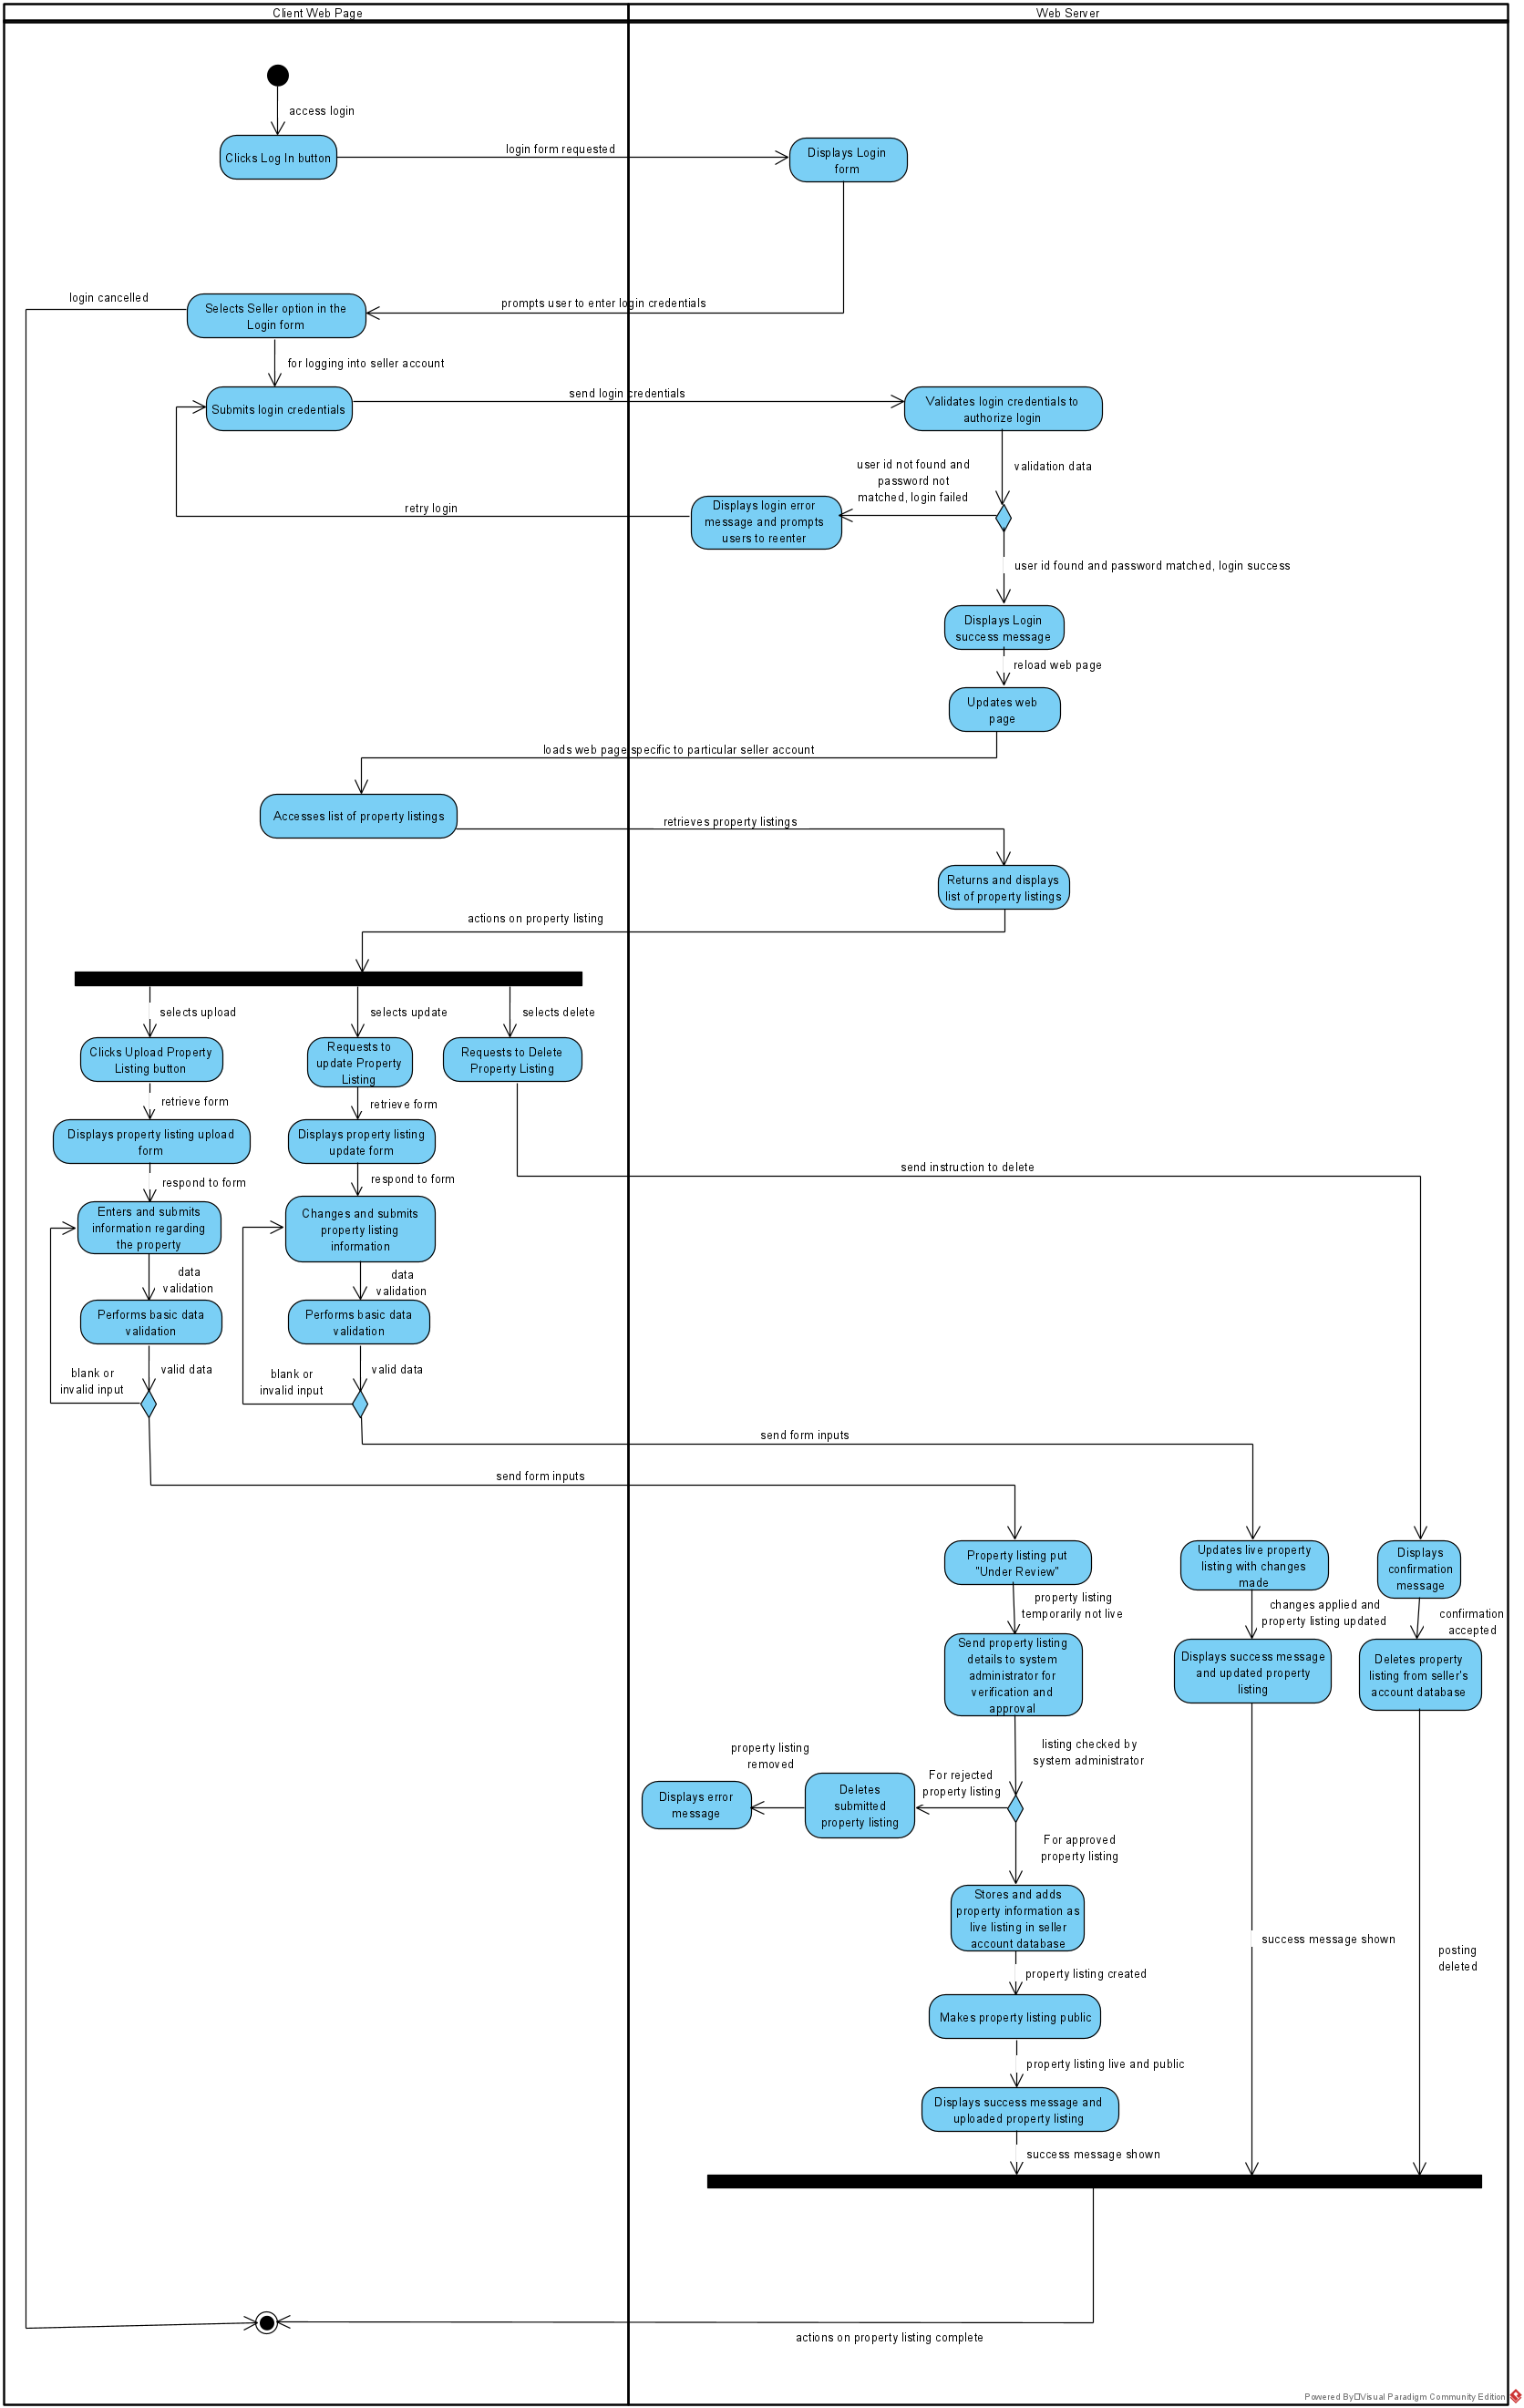 Client Web Page
Web Server
access login
Clicks Log In button
login form requested
Displays Login
form
login cancelled
Selects Seller option in the
Login form
prompts user to enter login credentials
for logging into seller account
Submits login credentials
send login credentials
Validates login credentials to
authorize login
validation data
user id not found and
password not
matched, login failed
Displays login error
message and prompts
users to reenter
retry login
user id found and password matched, login success
Displays Login
success message
reload web page
Updates web
page
loads web page specific to particular seller account
Accesses list of property listings
retrieves property listings
Returns and displays
list of property listings
actions on property listing
selects upload
selects update
selects delete
Clicks Upload Property
Listing button
Requests to
update Property
Listing
Requests to Delete
Property Listing
retrieve form
retrieve form
Displays property listing upload
form
Displays property listing
update form
send instruction to delete
respond to form
respond to form
Enters and submits
information regarding
the property
Changes and submits
property listing
information
data
validation
data
validation
Performs basic data
validation
Performs basic data
validation
blank or
invalid input
valid data
blank or
invalid input
valid data
send form inputs
send form inputs
Property listing put
"Under Review"
Updates live property
listing with changes
made
Displays
confirmation
message
property listing
temporarily not live
changes applied and
property listing updated
confirmation
accepted
Send property listing
details to system
administrator for
verification and
approval
Displays success message
and updated property
listing
Deletes property
listing from seller's
account database
listing checked by
system administrator
property listing
removed
For rejected
property listing
Displays error
message
Deletes
submitted
property listing
For approved
property listing
Stores and adds
property information as
live listing in seller
account database
success message shown
posting
deleted
property listing created
Makes property listing public
property listing live and public
Displays success message and
uploaded property listing
success message shown
actions on property listing complete
Powered By□Visual Paradigm Community Edition